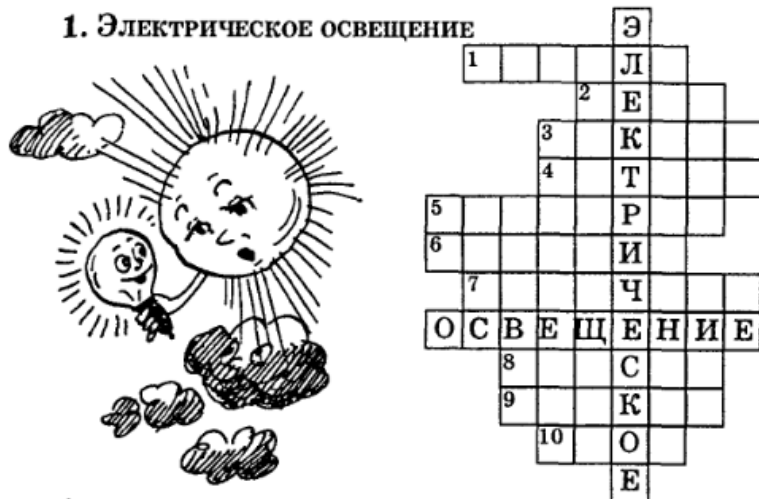 1. ЭЛЕКТРИЧЕСКОЕ ОСВЕЩЕНИЕ
Э
1 Л
2 Е
3 К
4 Т
5 Р
6 И
7 Ч
ОСВЕЩЕНИЕ
8 С
9 К
10 О
Е